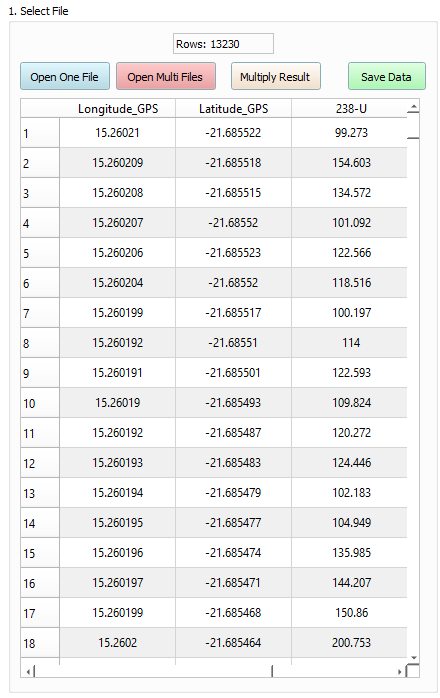 1. Select File
Rows: 13230
Open One File Open Multi Files Multiply Result Save Data
Longitude_GPS Latitude_GPS 238-U
1 15.26021 -21.685522 99.273
2 15.260209 -21.685518 154.603
3 15.260208 -21.685515 134.572
4 15.260207 -21.68552 101.092
5 15.260206 -21.685523 122.566
6 15.260204 -21.68552 118.516
7 15.260199 -21.685517 100.197
8 15.260192 -21.68551 114
9 15.260191 -21.685501 122.593
10 15.26019 -21.685493 109.824
11 15.260192 -21.685487 120.272
12 15.260193 -21.685483 124.446
13 15.260194 -21.685479 102.183
14 15.260195 -21.685477 104.949
15 15.260196 -21.685474 135.985
16 15.260197 -21.685471 144.207
17 15.260199 -21.685468 150.86
18 15.2602 -21.685464 200.753